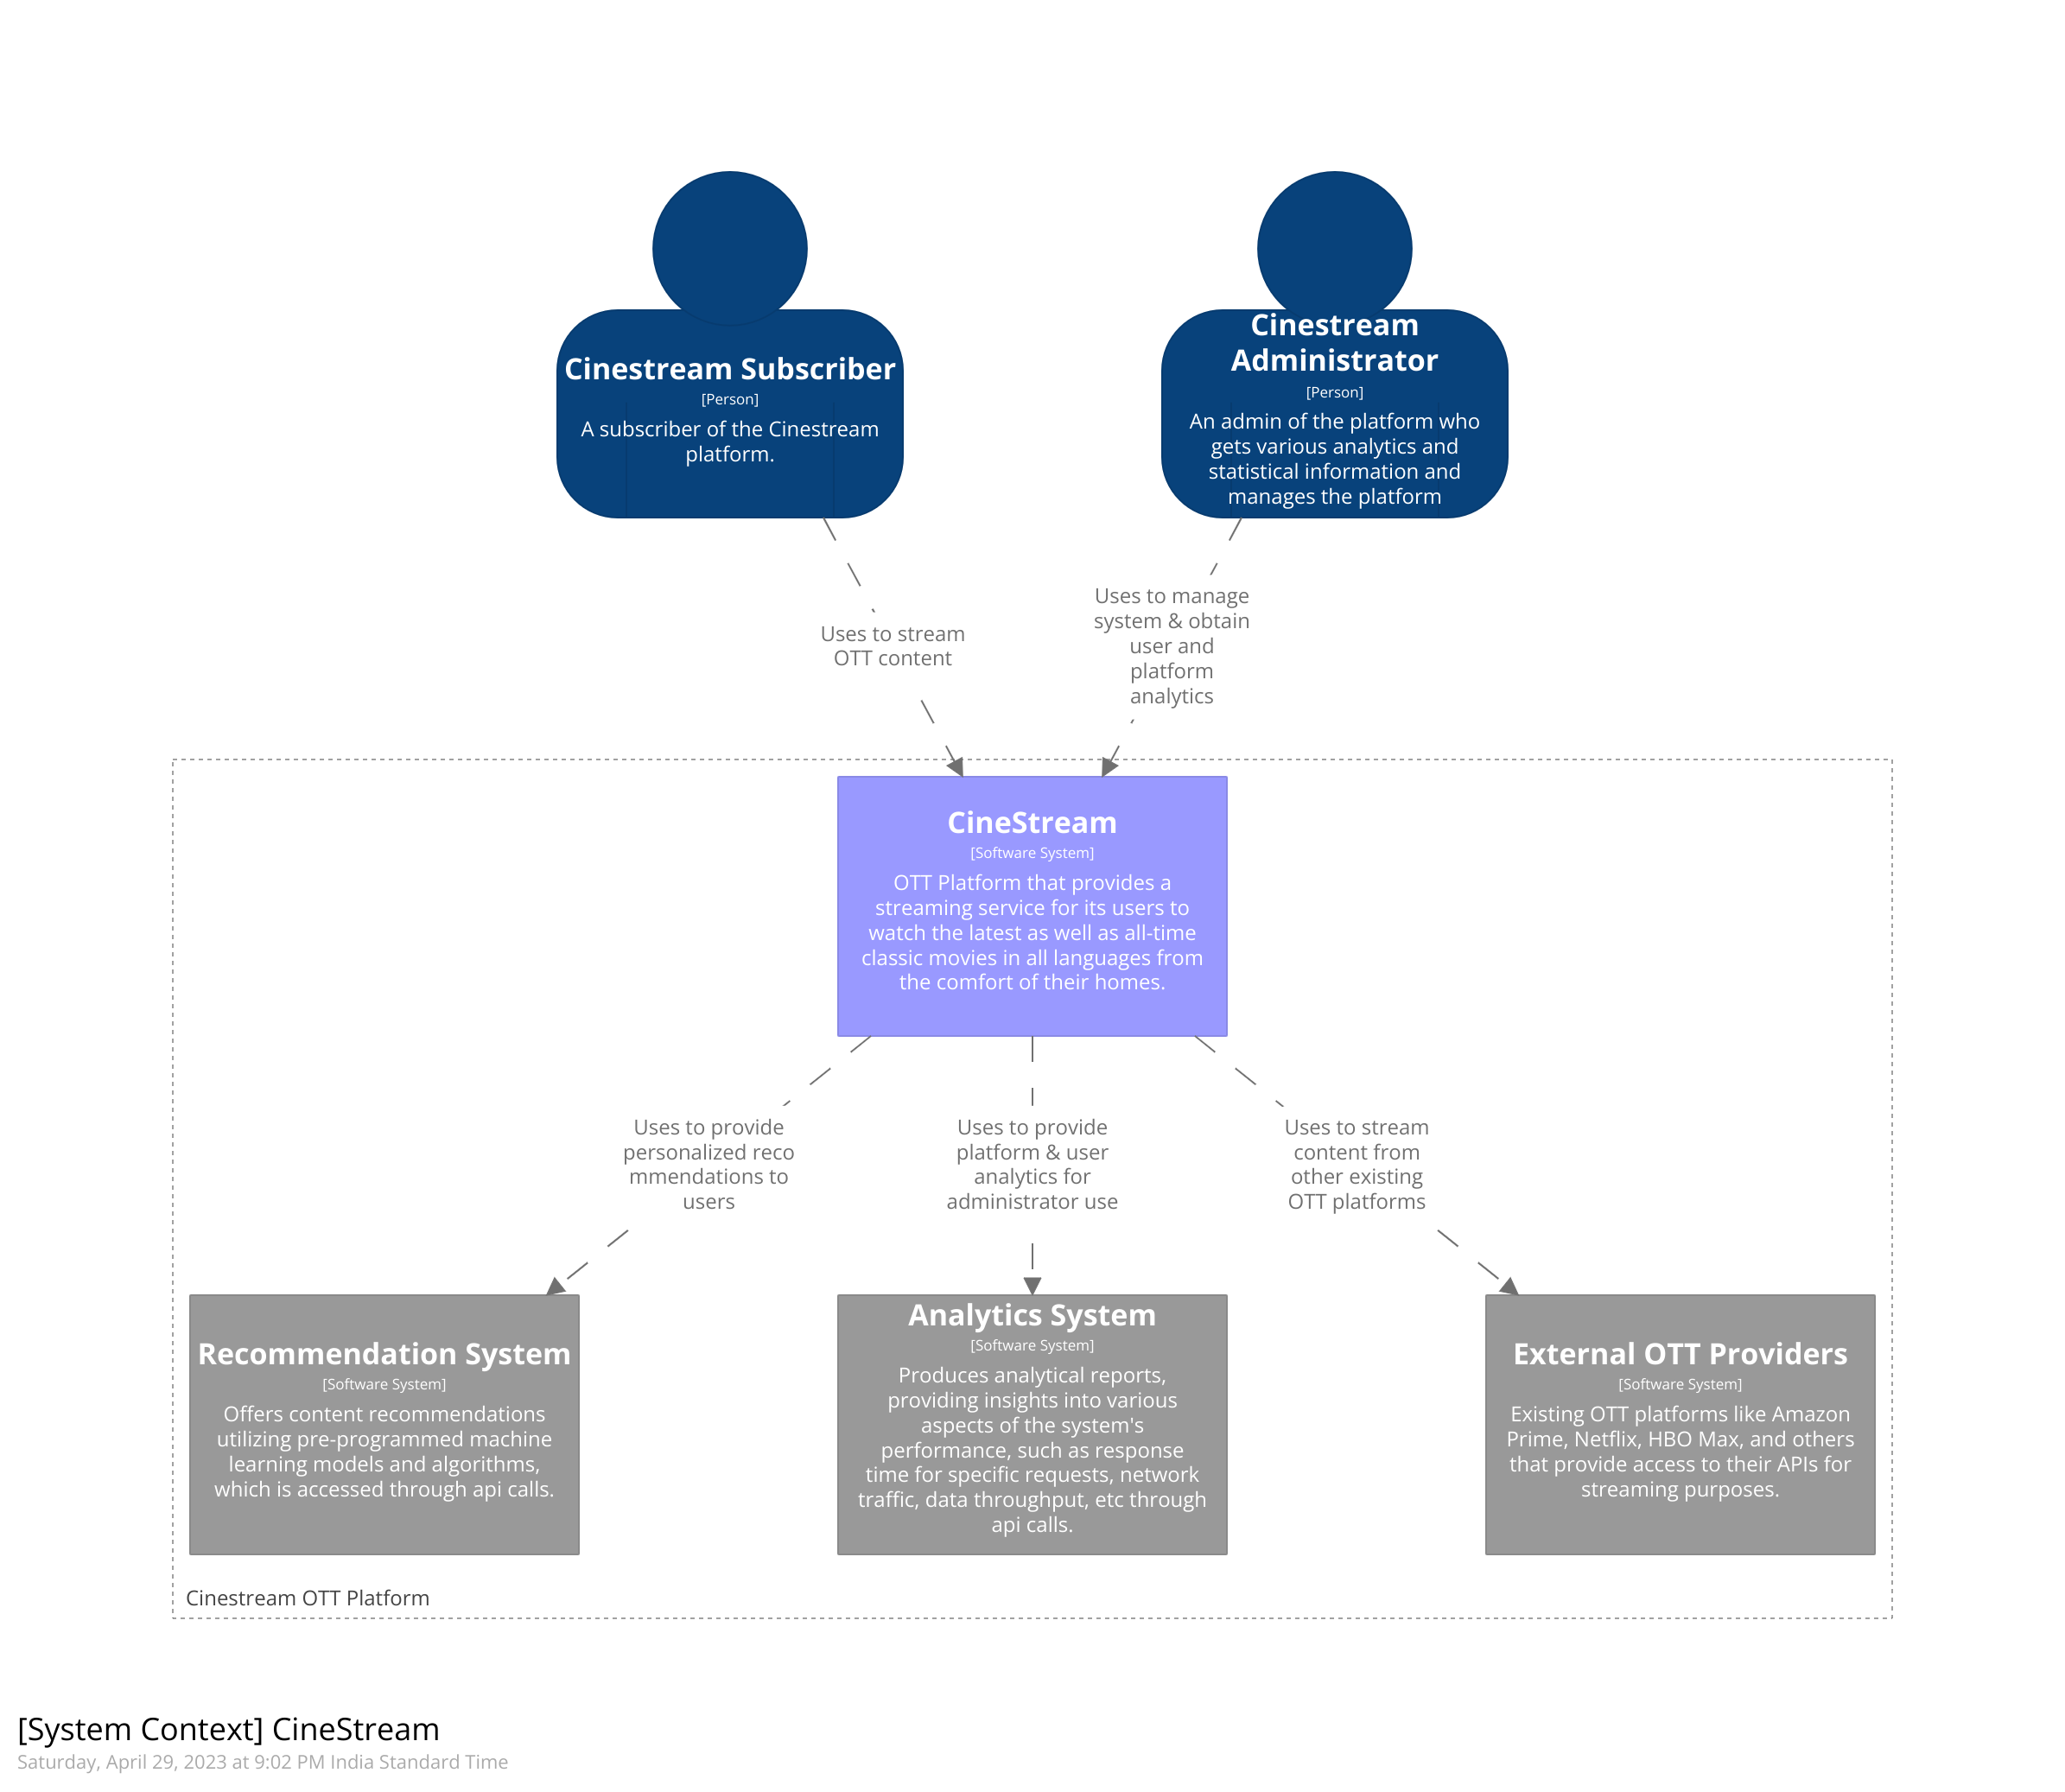 Cinestream Subscriber
[Person]
A subscriber of the Cinestream
platform.
Cinestream
Administrator
[Person]
An admin of the platform who
gets various analytics and
statistical information and
manages the platform
Uses to stream
OTT content
Uses to manage
system & obtain
user and
platform
analytics
CineStream
[Software System]
OTT Platform that provides a
streaming service for its users to
watch the latest as well as all-time
classic movies in all languages from
the comfort of their homes.
Uses to provide
personalized reco
mmendations to
users
Uses to provide
platform & user
analytics for
administrator use
Uses to stream
content from
other existing
OTT platforms
Recommendation System
[Software System]
Offers content recommendations
utilizing pre-programmed machine
learning models and algorithms,
which is accessed through api calls.
Analytics System
[Software System]
Produces analytical reports,
providing insights into various
aspects of the system's
performance, such as response
time for specific requests, network
traffic, data throughput, etc through
api calls.
External OTT Providers
[Software System]
Existing OTT platforms like Amazon
Prime, Netflix, HBO Max, and others
that provide access to their APIs for
streaming purposes.
Cinestream OTT Platform
[System Context] CineStream
Saturday, April 29, 2023 at 9:02 PM India Standard Time